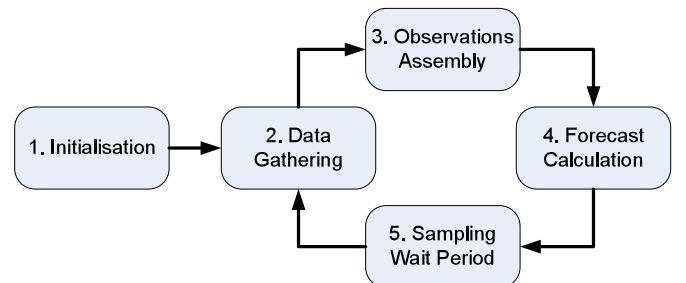 3. Observations
Assembly
1. Initialisation
2. Data
Gathering
4. Forecast
Calculation
5. Sampling
Wait Period